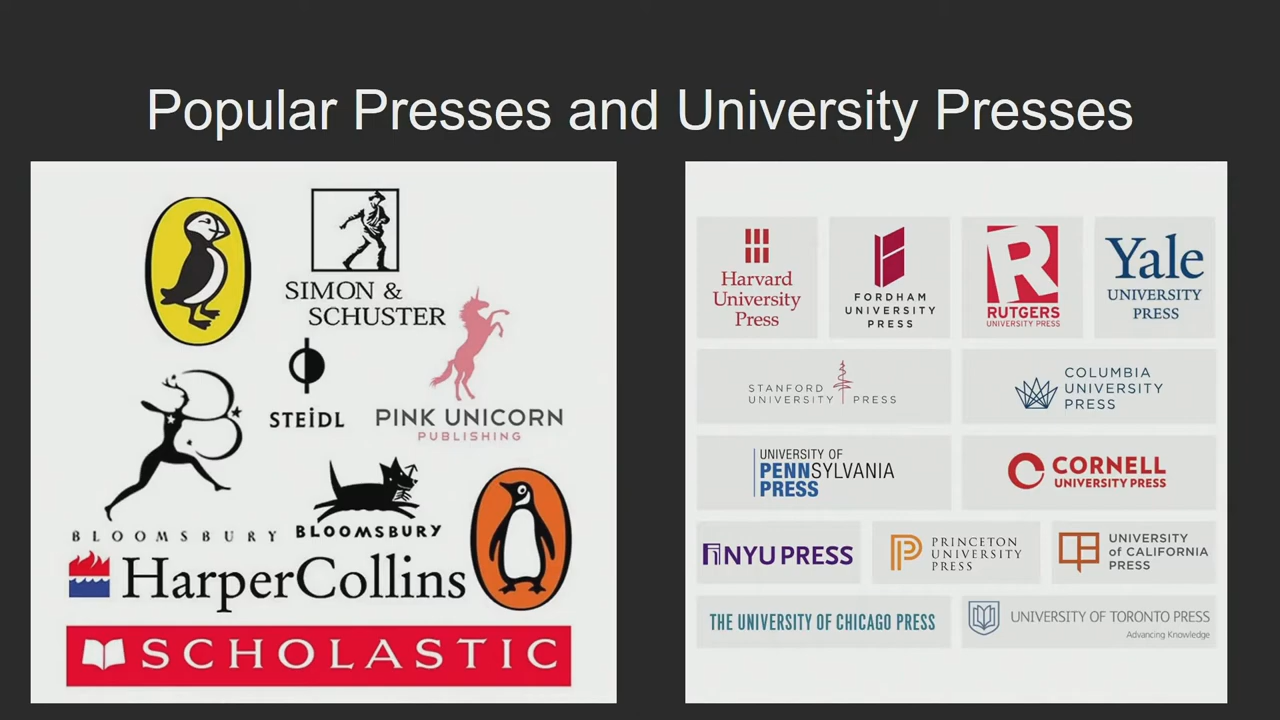 Popular Presses and University Presses
SIMON &
SCHUSTER
STEIDL
PINK UNICORN
PUBLISHING
BLOOMSBURY
BLOOMSBURY
HarperCollins
SCHOLASTIC
Harvard
University
Press
FORDHAM
UNIVERSITY
PRESS
R
RUTGERS
UNIVERSITY PRESS
Yale
UNIVERSITY
PRESS
STANFORD
UNIVERSITY PRESS
COLUMBIA
UNIVERSITY
PRESS
UNIVERSITY OF
PENNSYLVANIA
PRESS
CORNELL
UNIVERSITY PRESS
NYU PRESS
PRINCETON
UNIVERSITY
PRESS
UNIVERSITY
of CALIFORNIA
PRESS
THE UNIVERSITY OF CHICAGO PRESS
UNIVERSITY OF TORONTO PRESS
Advancing Knowledge